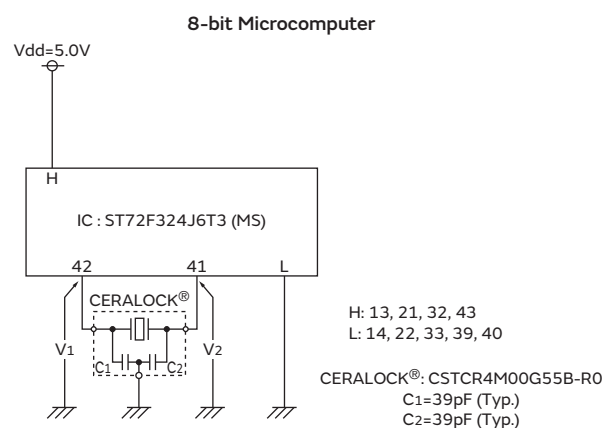 8-bit Microcomputer
Vdd=5.0V
H
IC : ST72F324J6T3 (MS)
42 41 L
CERALOCK®
V1 C1 C2 V2
H: 13, 21, 32, 43
L: 14, 22, 33, 39, 40
CERALOCK®: CSTCR4M00G55B-R0
C1=39pF (Typ.)
C2=39pF (Typ.)